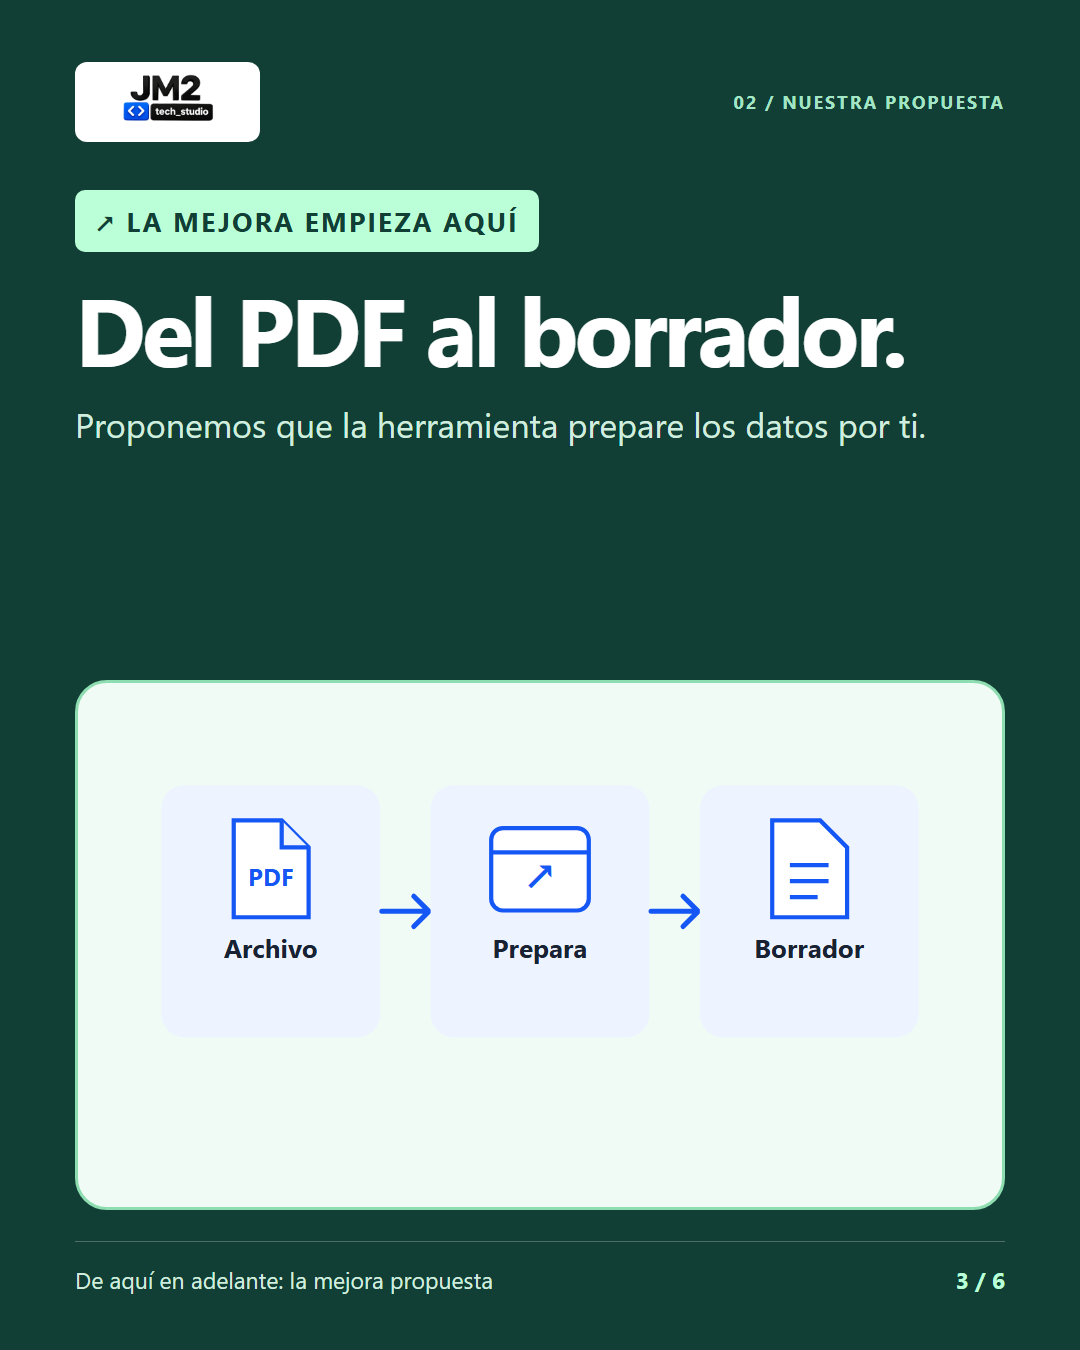 JM2
<> tech_studio
02 / NUESTRA PROPUESTA
↗ LA MEJORA EMPIEZA AQUÍ
Del PDF al borrador.
Proponemos que la herramienta prepare los datos por ti.
PDF
Archivo
Prepara
Borrador
De aquí en adelante: la mejora propuesta
3 / 6